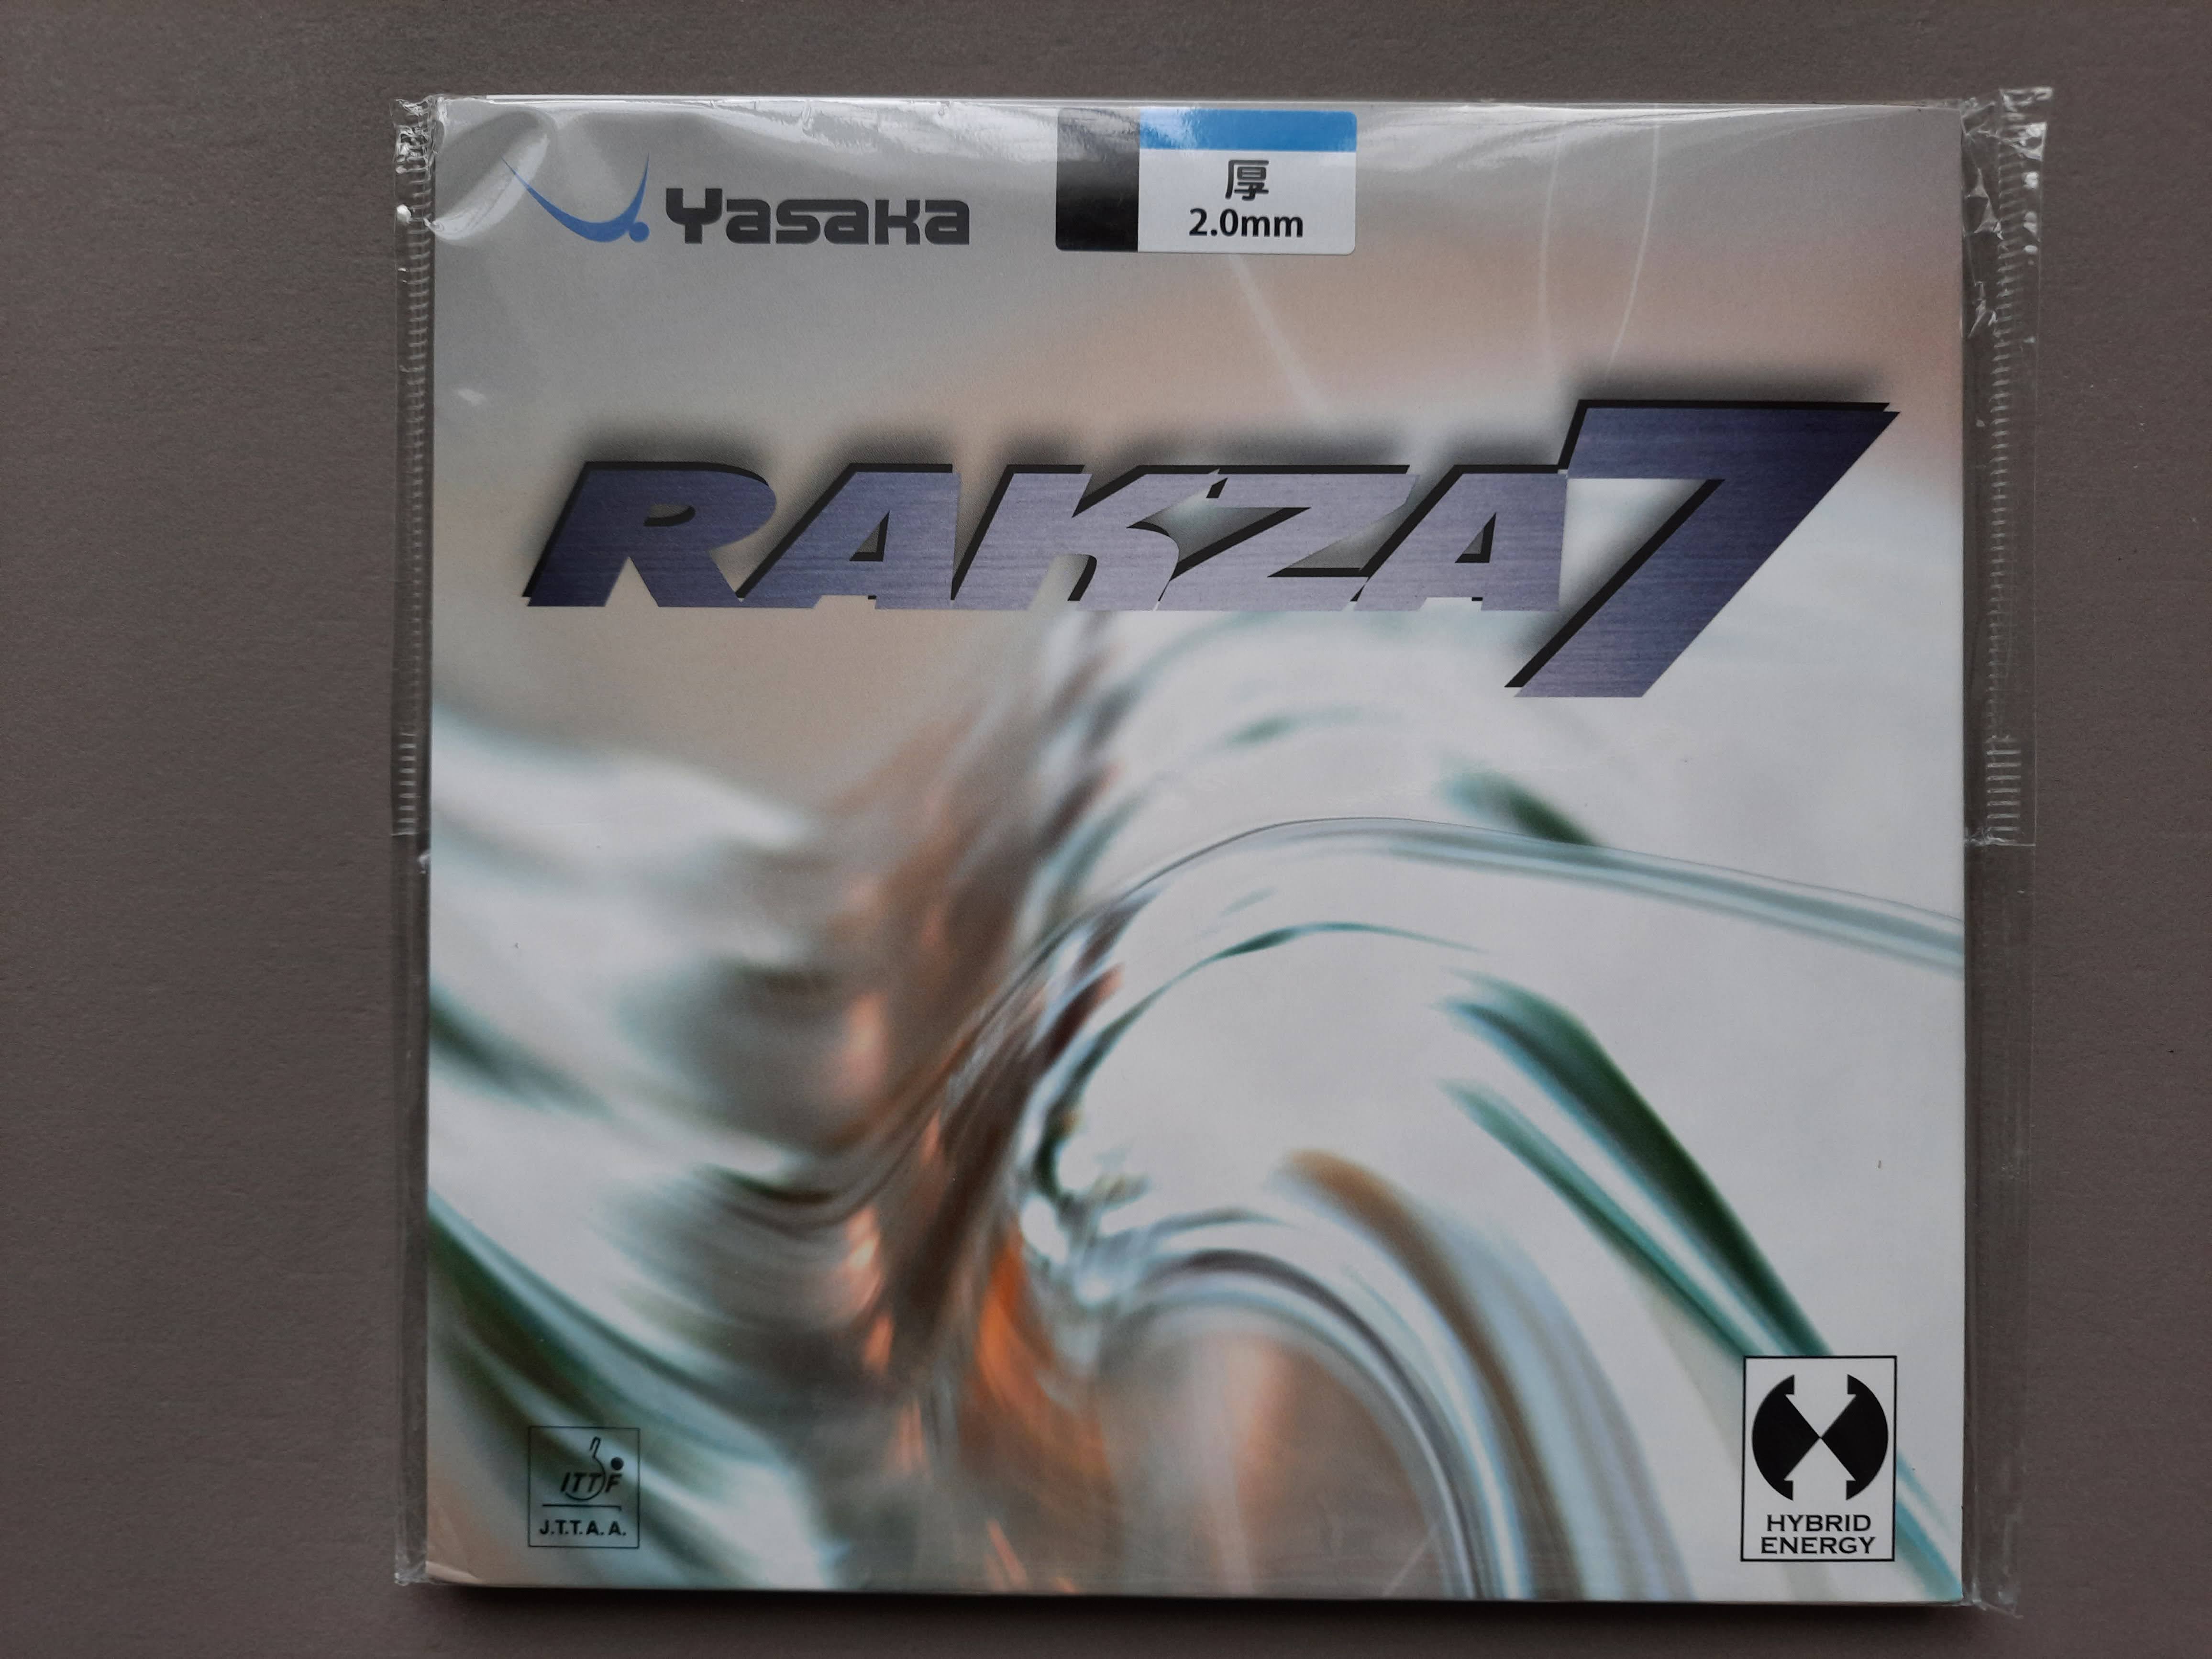 Yasaka
厚
2.0mm
RAKZA7
ITTF
J.T.T.A.A.
HYBRID
ENERGY